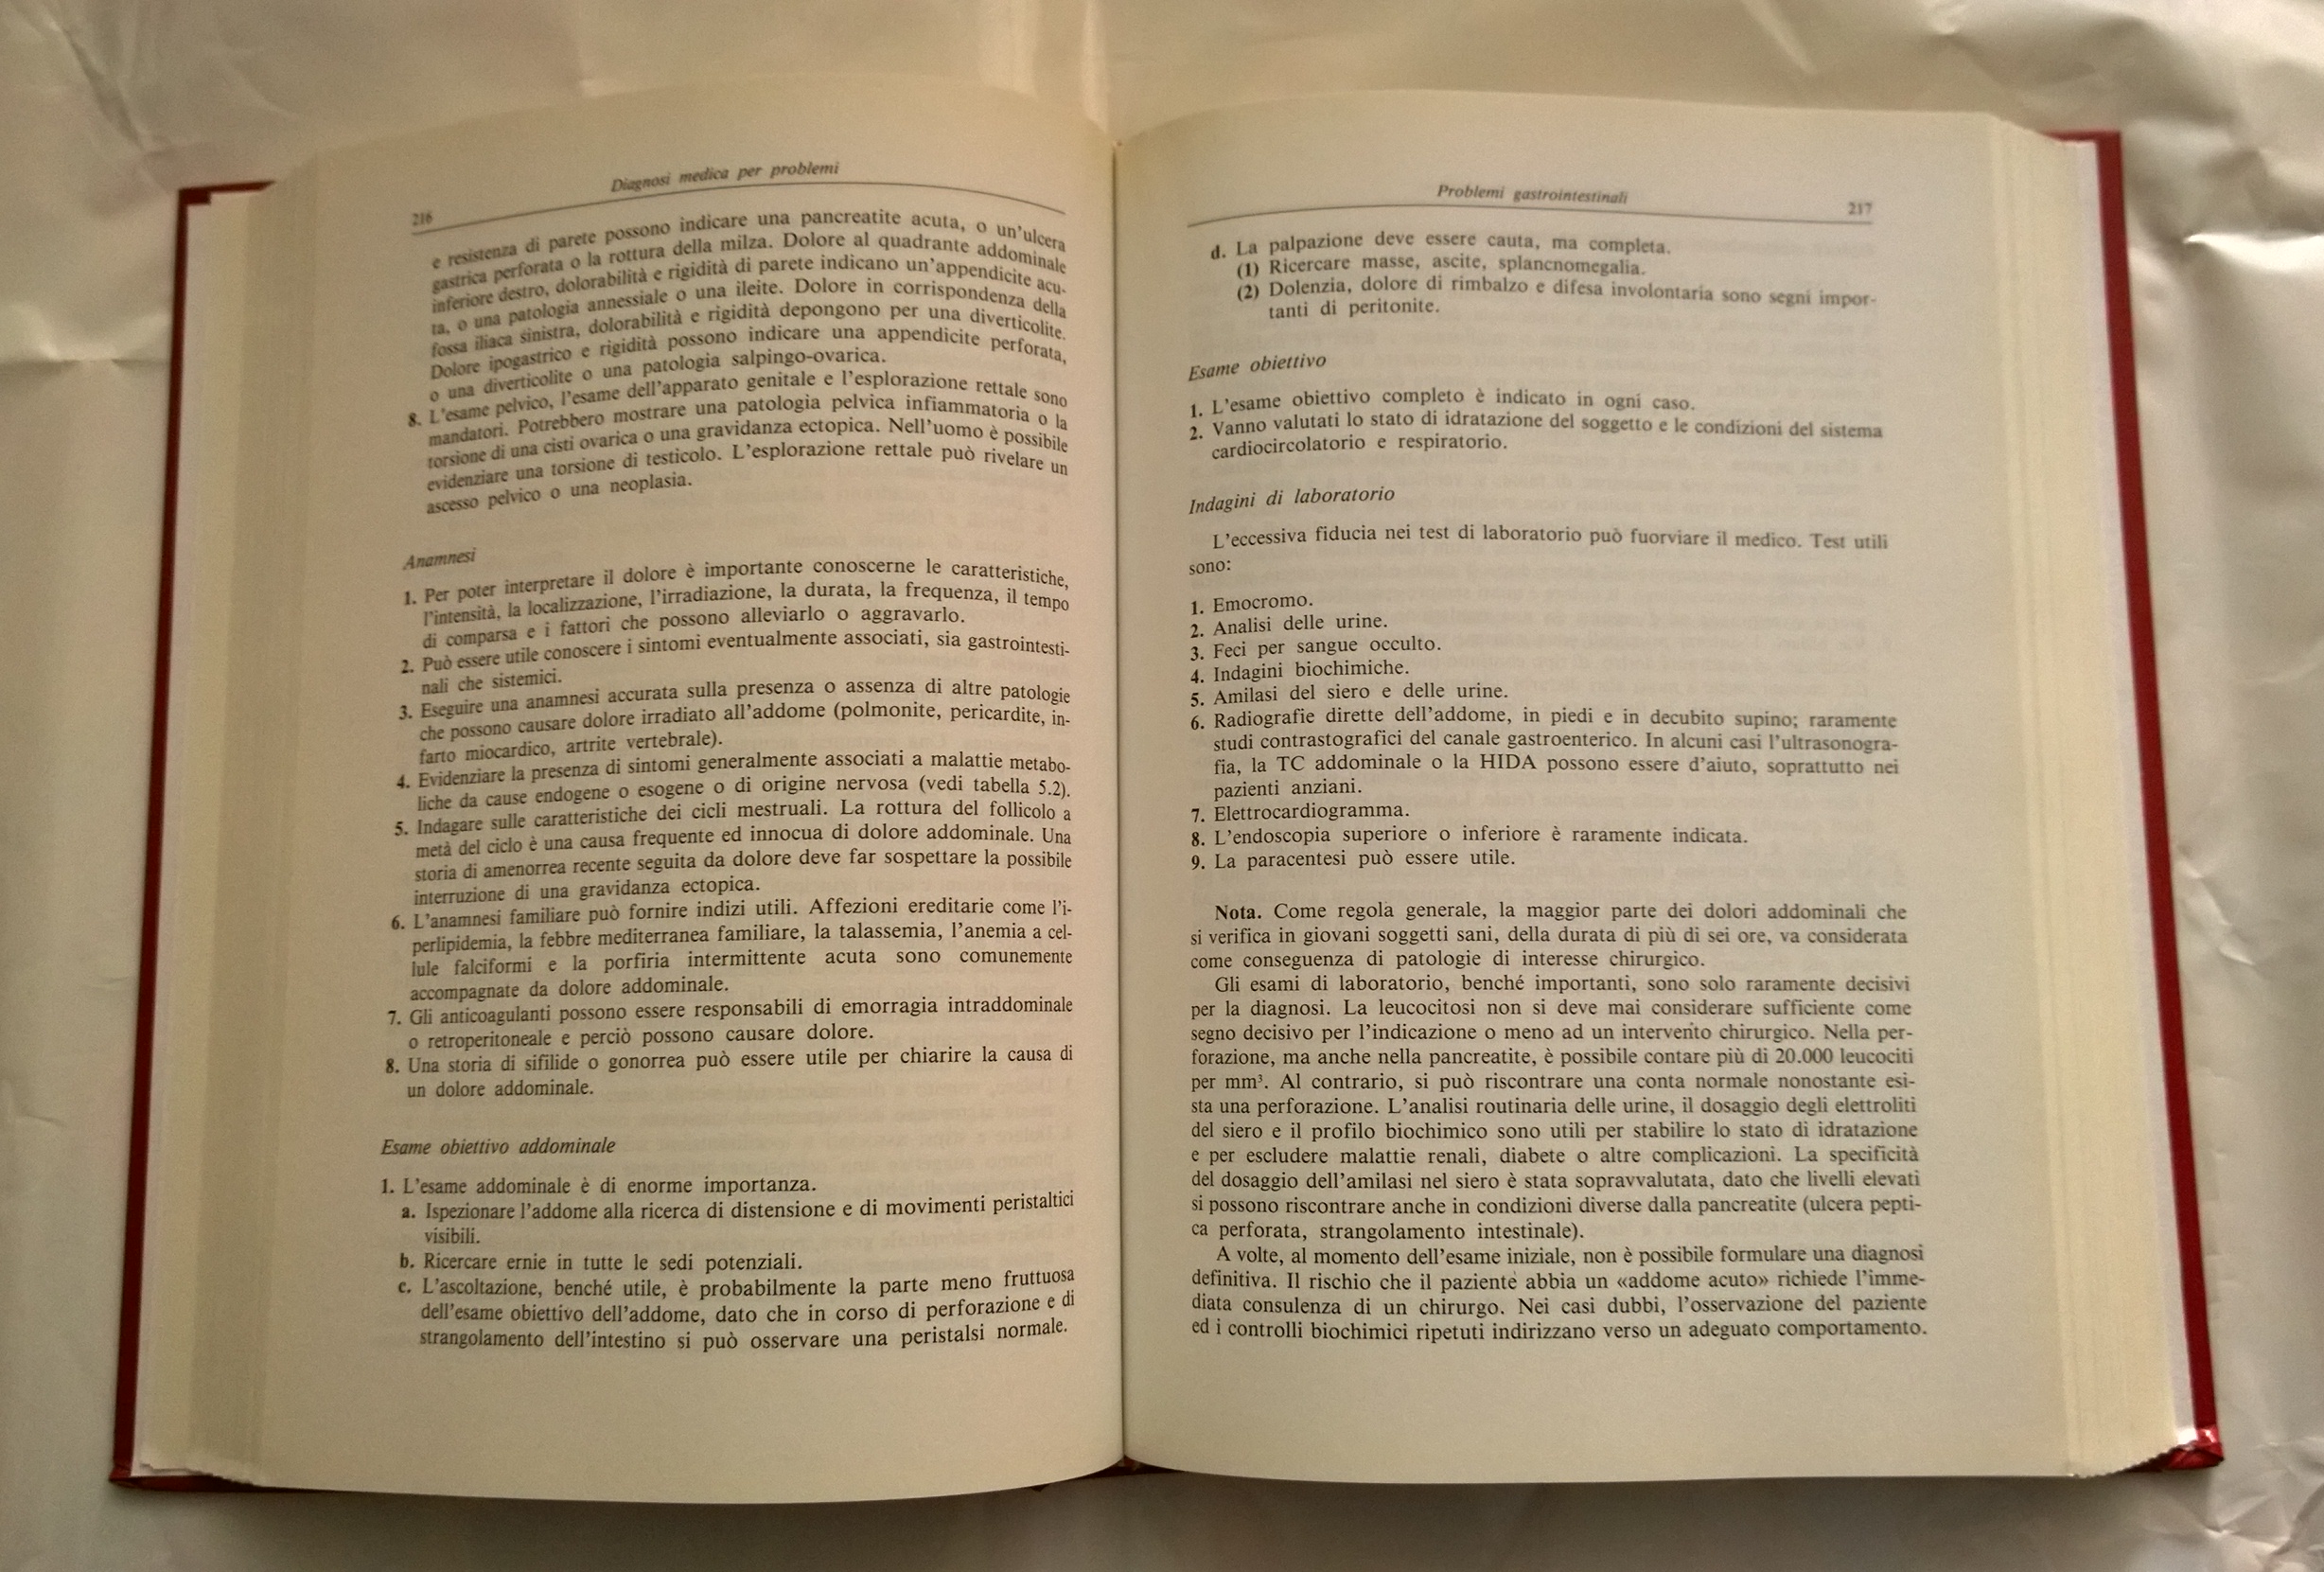 Diagnosi medica per problemi
216
e resistenza di parete possono indicare una pancreatite acuta, o un'ulcera
gastrica perforata o la rottura della milza. Dolore al quadrante addominale
inferiore destro, dolorabilità e rigidità di parete indicano un'appendicite acu-
ta, o una patologia annessiale o una ileite. Dolore in corrispondenza della
fossa iliaca sinistra, dolorabilità e rigidità depongono per una diverticolite.
Dolore ipogastrico e rigidità possono indicare una appendicite perforata,
o una diverticolite o una patologia salpingo-ovarica.
8. L'esame pelvico, l'esame dell'apparato genitale e l'esplorazione rettale sono
mandatori. Potrebbero mostrare una patologia pelvica infiammatoria o la
torsione di una cisti ovarica o una gravidanza ectopica. Nell'uomo è possibile
evidenziare una torsione di testicolo. L'esplorazione rettale può rivelare un
ascesso pelvico o una neoplasia.
Anamnesi
1. Per poter interpretare il dolore è importante conoscerne le caratteristiche,
l'intensità, la localizzazione, l'irradiazione, la durata, la frequenza, il tempo
di comparsa e i fattori che possono alleviarlo o aggravarlo.
2. Può essere utile conoscere i sintomi eventualmente associati, sia gastrointesti-
nali che sistemici.
3. Eseguire una anamnesi accurata sulla presenza o assenza di altre patologie
che possono causare dolore irradiato all'addome (polmonite, pericardite, in-
farto miocardico, artrite vertebrale).
4. Evidenziare la presenza di sintomi generalmente associati a malattie metabo-
liche da cause endogene o esogene o di origine nervosa (vedi tabella 5.2).
5. Indagare sulle caratteristiche dei cicli mestruali. La rottura del follicolo a
metà del ciclo è una causa frequente ed innocua di dolore addominale. Una
storia di amenorrea recente seguita da dolore deve far sospettare la possibile
interruzione di una gravidanza ectopica.
6. L'anamnesi familiare può fornire indizi utili. Affezioni ereditarie come l'i-
perlipidemia, la febbre mediterranea familiare, la talassemia, l'anemia a cel-
lule falciformi e la porfiria intermittente acuta sono comunemente
accompagnate da dolore addominale.
7. Gli anticoagulanti possono essere responsabili di emorragia intraddominale
o retroperitoneale e perciò possono causare dolore.
8. Una storia di sifilide o gonorrea può essere utile per chiarire la causa di
un dolore addominale.
Esame obiettivo addominale
1. L'esame addominale è di enorme importanza.
a. Ispezionare l'addome alla ricerca di distensione e di movimenti peristaltici
visibili.
b. Ricercare ernie in tutte le sedi potenziali.
c. L'ascoltazione, benché utile, è probabilmente la parte meno fruttuosa
dell'esame obiettivo dell'addome, dato che in corso di perforazione e di
strangolamento dell'intestino si può osservare una peristalsi normale.
Problemi gastrointestinali
217
d. La palpazione deve essere cauta, ma completa.
(1) Ricercare masse, ascite, splancnomegalia.
(2) Dolenzia, dolore di rimbalzo e difesa involontaria sono segni impor-
tanti di peritonite.
Esame obiettivo
1. L'esame obiettivo completo è indicato in ogni caso.
2. Vanno valutati lo stato di idratazione del soggetto e le condizioni del sistema
cardiocircolatorio e respiratorio.
Indagini di laboratorio
L'eccessiva fiducia nei test di laboratorio può fuorviare il medico. Test utili
sono:
1. Emocromo.
2. Analisi delle urine.
3. Feci per sangue occulto.
4. Indagini biochimiche.
5. Amilasi del siero e delle urine.
6. Radiografie dirette dell'addome, in piedi e in decubito supino; raramente
studi contrastografici del canale gastroenterico. In alcuni casi l'ultrasonogra-
fia, la TC addominale o la HIDA possono essere d'aiuto, soprattutto nei
pazienti anziani.
7. Elettrocardiogramma.
8. L'endoscopia superiore o inferiore è raramente indicata.
9. La paracentesi può essere utile.
Nota. Come regola generale, la maggior parte dei dolori addominali che
si verifica in giovani soggetti sani, della durata di più di sei ore, va considerata
come conseguenza di patologie di interesse chirurgico.
Gli esami di laboratorio, benché importanti, sono solo raramente decisivi
per la diagnosi. La leucocitosi non si deve mai considerare sufficiente come
segno decisivo per l'indicazione o meno ad un intervento chirurgico. Nella per-
forazione, ma anche nella pancreatite, è possibile contare più di 20.000 leucociti
per mm³. Al contrario, si può riscontrare una conta normale nonostante esi-
sta una perforazione. L'analisi routinaria delle urine, il dosaggio degli elettroliti
del siero e il profilo biochimico sono utili per stabilire lo stato di idratazione
e per escludere malattie renali, diabete o altre complicazioni. La specificità
del dosaggio dell'amilasi nel siero è stata sopravvalutata, dato che livelli elevati
si possono riscontrare anche in condizioni diverse dalla pancreatite (ulcera pepti-
ca perforata, strangolamento intestinale).
A volte, al momento dell'esame iniziale, non è possibile formulare una diagnosi
definitiva. Il rischio che il paziente abbia un «addome acuto» richiede l'imme-
diata consulenza di un chirurgo. Nei casi dubbi, l'osservazione del paziente
ed i controlli biochimici ripetuti indirizzano verso un adeguato comportamento.